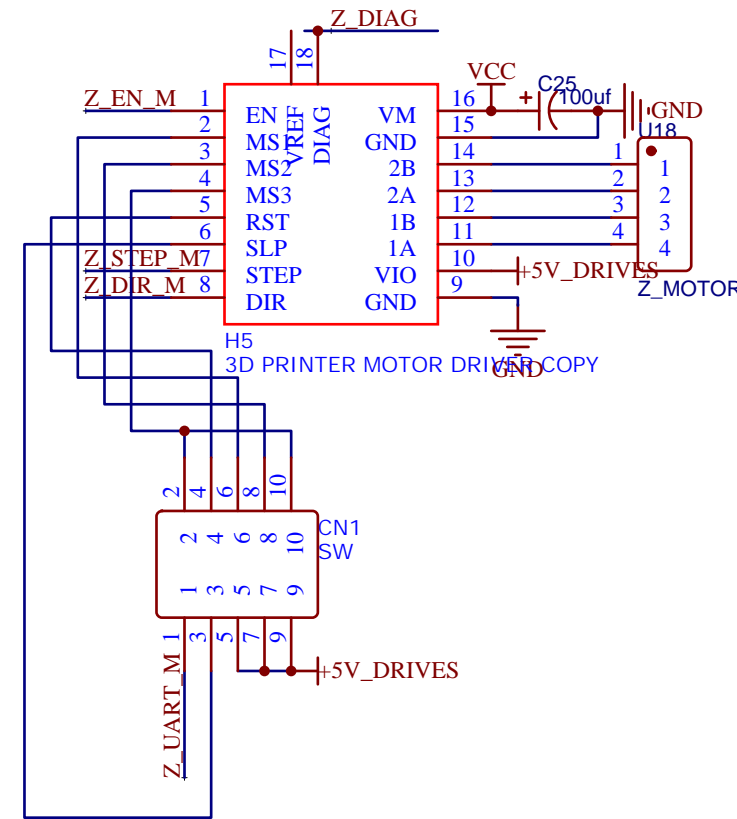 Z_DIAG
17
18
VCC
C25
100uf
GND
U18
Z_EN_M
1
EN
VREF
DIAG
VM
16
2
MS1
GND
15
3
MS2
2B
14
1
1
4
MS3
2A
13
2
2
5
RST
1B
12
3
3
6
SLP
1A
11
4
4
Z_STEP_M
7
STEP
VIO
10
+5V_DRIVES
Z_DIR_M
8
DIR
GND
9
Z_MOTOR
H5
3D PRINTER MOTOR DRIVER COPY
GND
2
4
6
8
10
CN1
SW
2
4
6
8
10
1
3
5
7
9
1
3
5
7
9
+5V_DRIVES
Z_UART_M